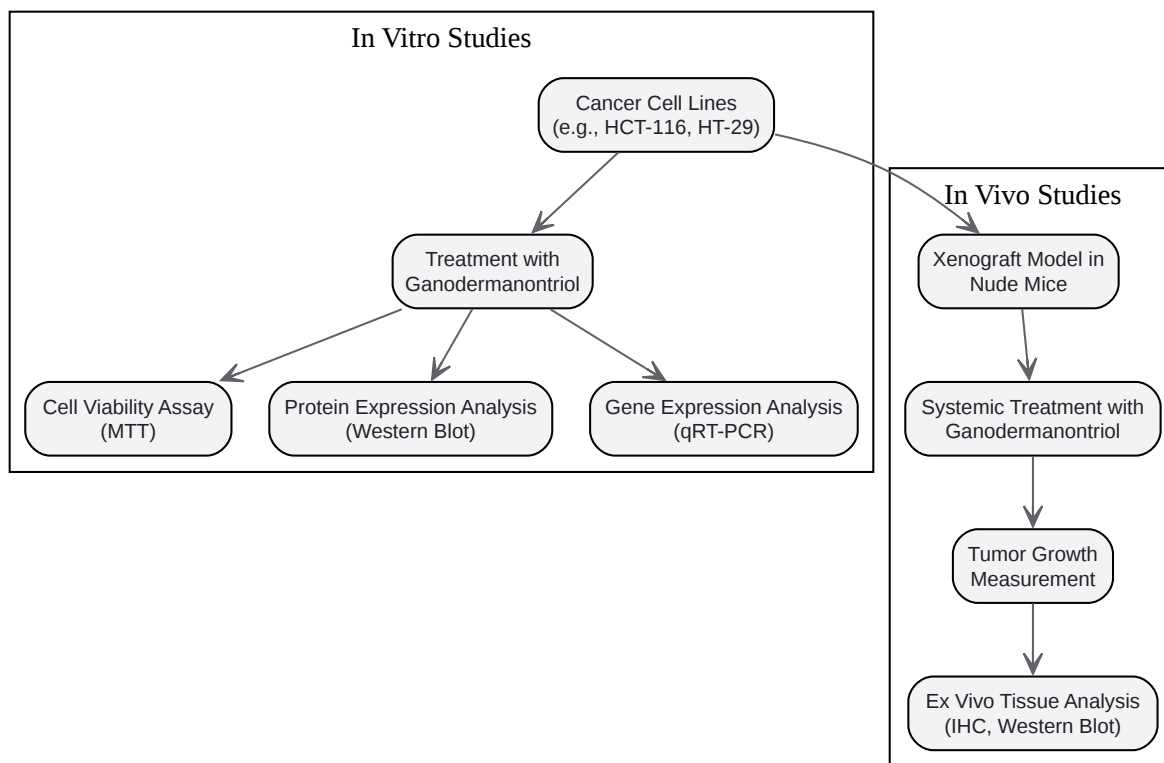 In Vitro Studies
Cancer Cell Lines
(e.g., HCT-116, HT-29)
Treatment with
Ganodermanontriol
Cell Viability Assay
(MTT)
Protein Expression Analysis
(Western Blot)
Gene Expression Analysis
(qRT-PCR)
In Vivo Studies
Xenograft Model in
Nude Mice
Systemic Treatment with
Ganodermanontriol
Tumor Growth
Measurement
Ex Vivo Tissue Analysis
(IHC, Western Blot)